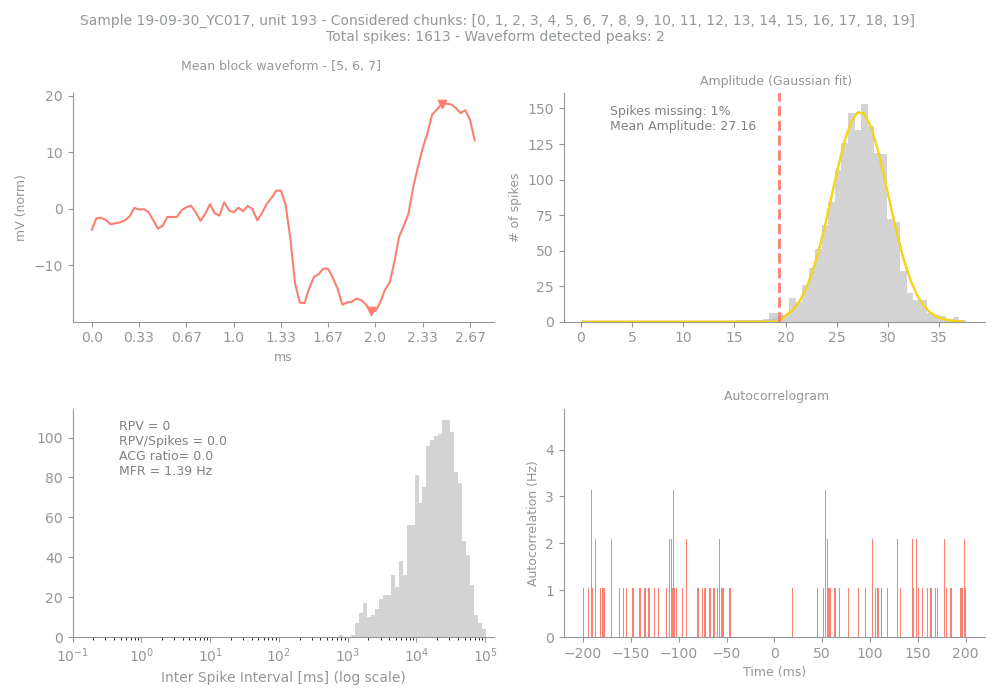 Sample 19-09-30_YC017, unit 193 - Considered chunks: [0, 1, 2, 3, 4, 5, 6, 7, 8, 9, 10, 11, 12, 13, 14, 15, 16, 17, 18, 19]
Total spikes: 1613 - Waveform detected peaks: 2
Mean block waveform - [5, 6, 7]
20
10
0
−10
mV (norm)
0.0 0.33 0.67 1.0 1.33 1.67 2.0 2.33 2.67
ms
Amplitude (Gaussian fit)
Spikes missing: 1%
Mean Amplitude: 27.16
150
125
100
75
50
25
0
# of spikes
0 5 10 15 20 25 30 35
RPV = 0
RPV/Spikes = 0.0
ACG ratio= 0.0
MFR = 1.39 Hz
100
80
60
40
20
0
10⁻¹ 10⁰ 10¹ 10² 10³ 10⁴ 10⁵
Inter Spike Interval [ms] (log scale)
Autocorrelogram
4
3
2
1
0
Autocorrelation (Hz)
−200 −150 −100 −50 0 50 100 150 200
Time (ms)